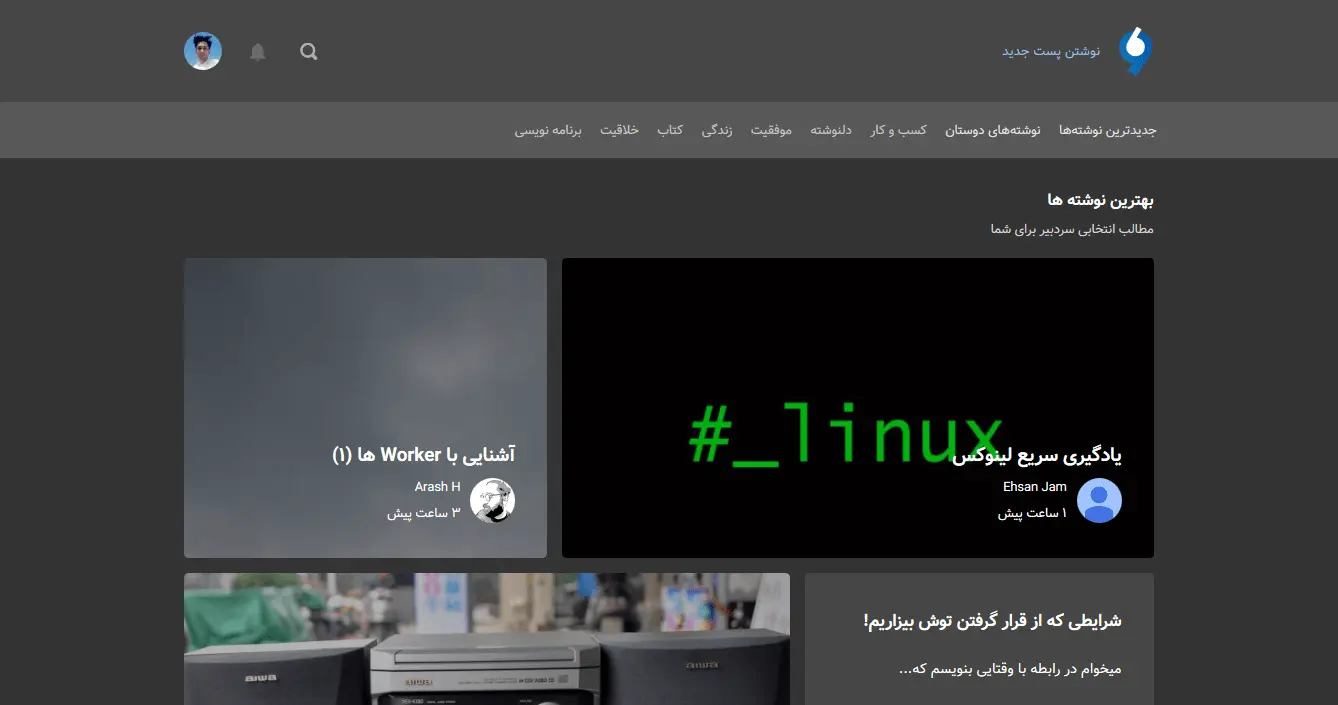 نوشتن پست جدید
جدیدترین نوشته‌ها نوشته‌های دوستان کسب و کار دلنوشته موفقیت زندگی کتاب خلاقیت برنامه نویسی
بهترین نوشته ها
مطالب انتخابی سردبیر برای شما
#_linux
یادگیری سریع لینوکس
Ehsan Jam
۱ ساعت پیش
آشنایی با Worker ها (۱)
Arash H
۳ ساعت پیش
شرایطی که از قرار گرفتن توش بیزاریم!
میخوام در رابطه با وقتایی بنویسم که...
aiwa
aiwa
aiwa